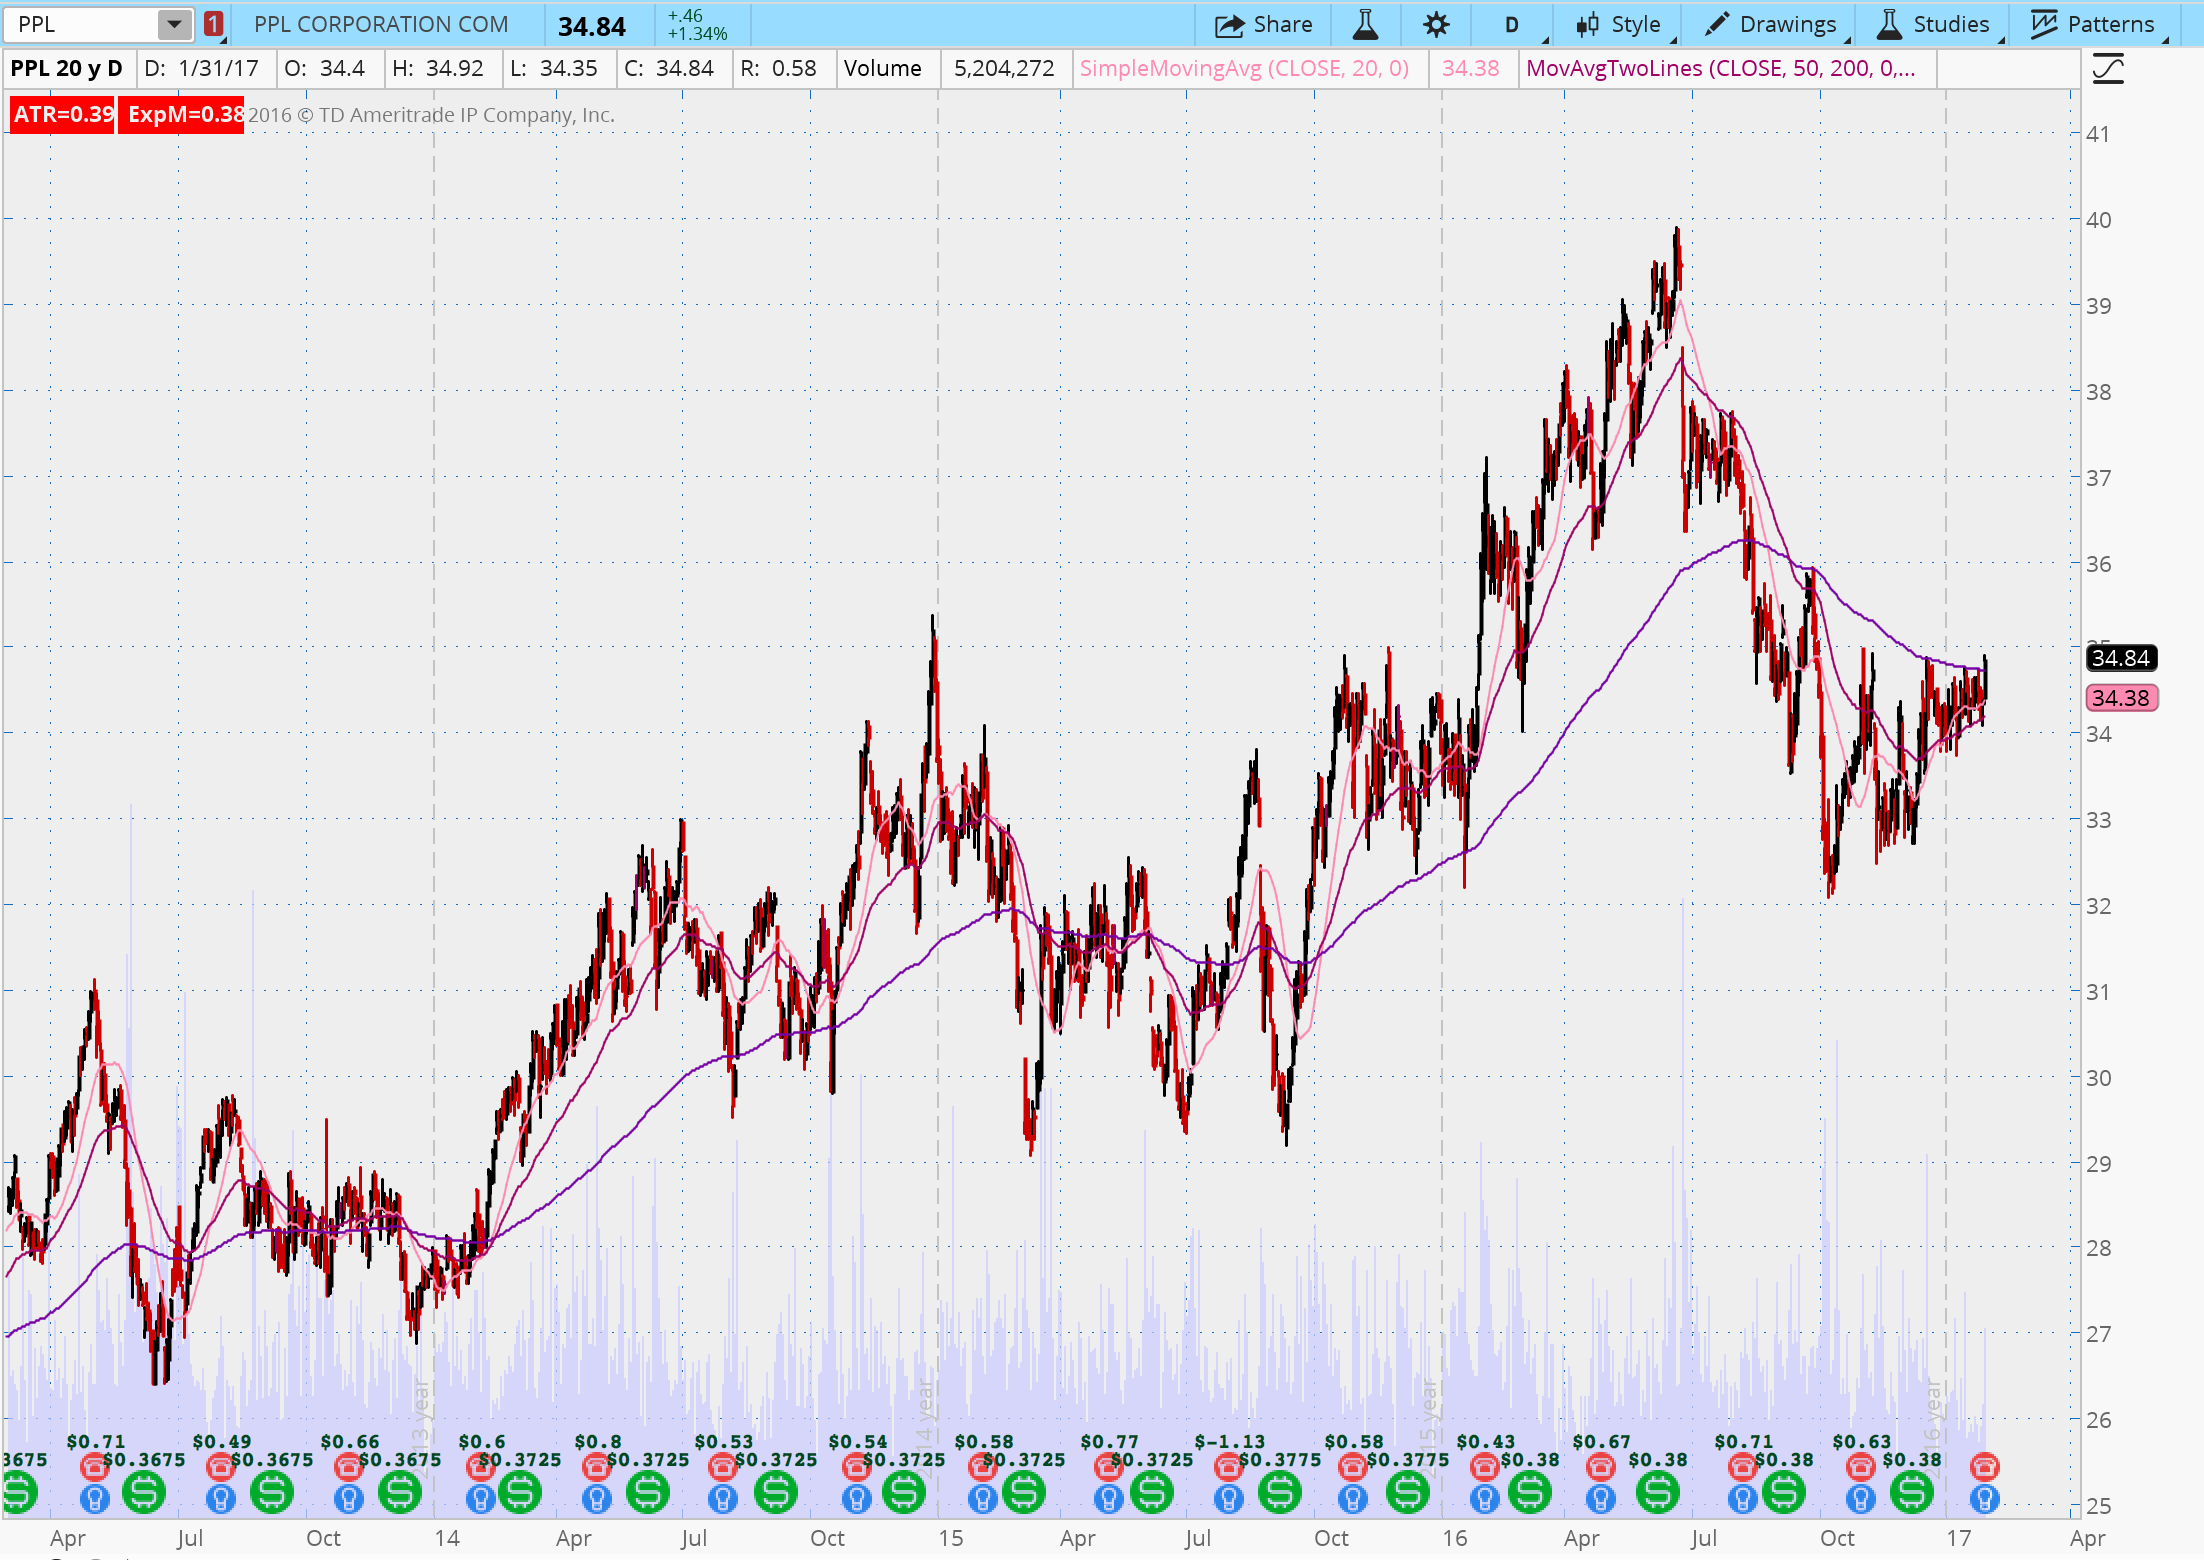 PPL 1 PPL CORPORATION COM 34.84 +.46 Share D Style Drawings Studies Patterns
+1.34%
PPL 20 y D D: 1/31/17 O: 34.4 H: 34.92 L: 34.35 C: 34.84 R: 0.58 Volume 5,204,272 SimpleMovingAvg (CLOSE, 20, 0) 34.38 MovAvgTwoLines (CLOSE, 50, 200, 0,...
ATR=0.39 ExpM=0.38 2016 © TD Ameritrade IP Company, Inc.
41
40
39
38
37
36
35
34.84
34.38
34
33
32
31
30
29
28
27
year 2014 year 2015 year 2016 year
26
$0.71 $0.49 $0.66 $0.6 $0.8 $0.53 $0.54 $0.58 $0.77 $-1.13 $0.58 $0.43 $0.67 $0.71 $0.63
3675 $0.3675 $0.3675 $0.3675 $0.3725 $0.3725 $0.3725 $0.3725 $0.3725 $0.3725 $0.3775 $0.3775 $0.38 $0.38 $0.38 $0.38
25
Apr Jul Oct 14 Apr Jul Oct 15 Apr Jul Oct 16 Apr Jul Oct 17 Apr